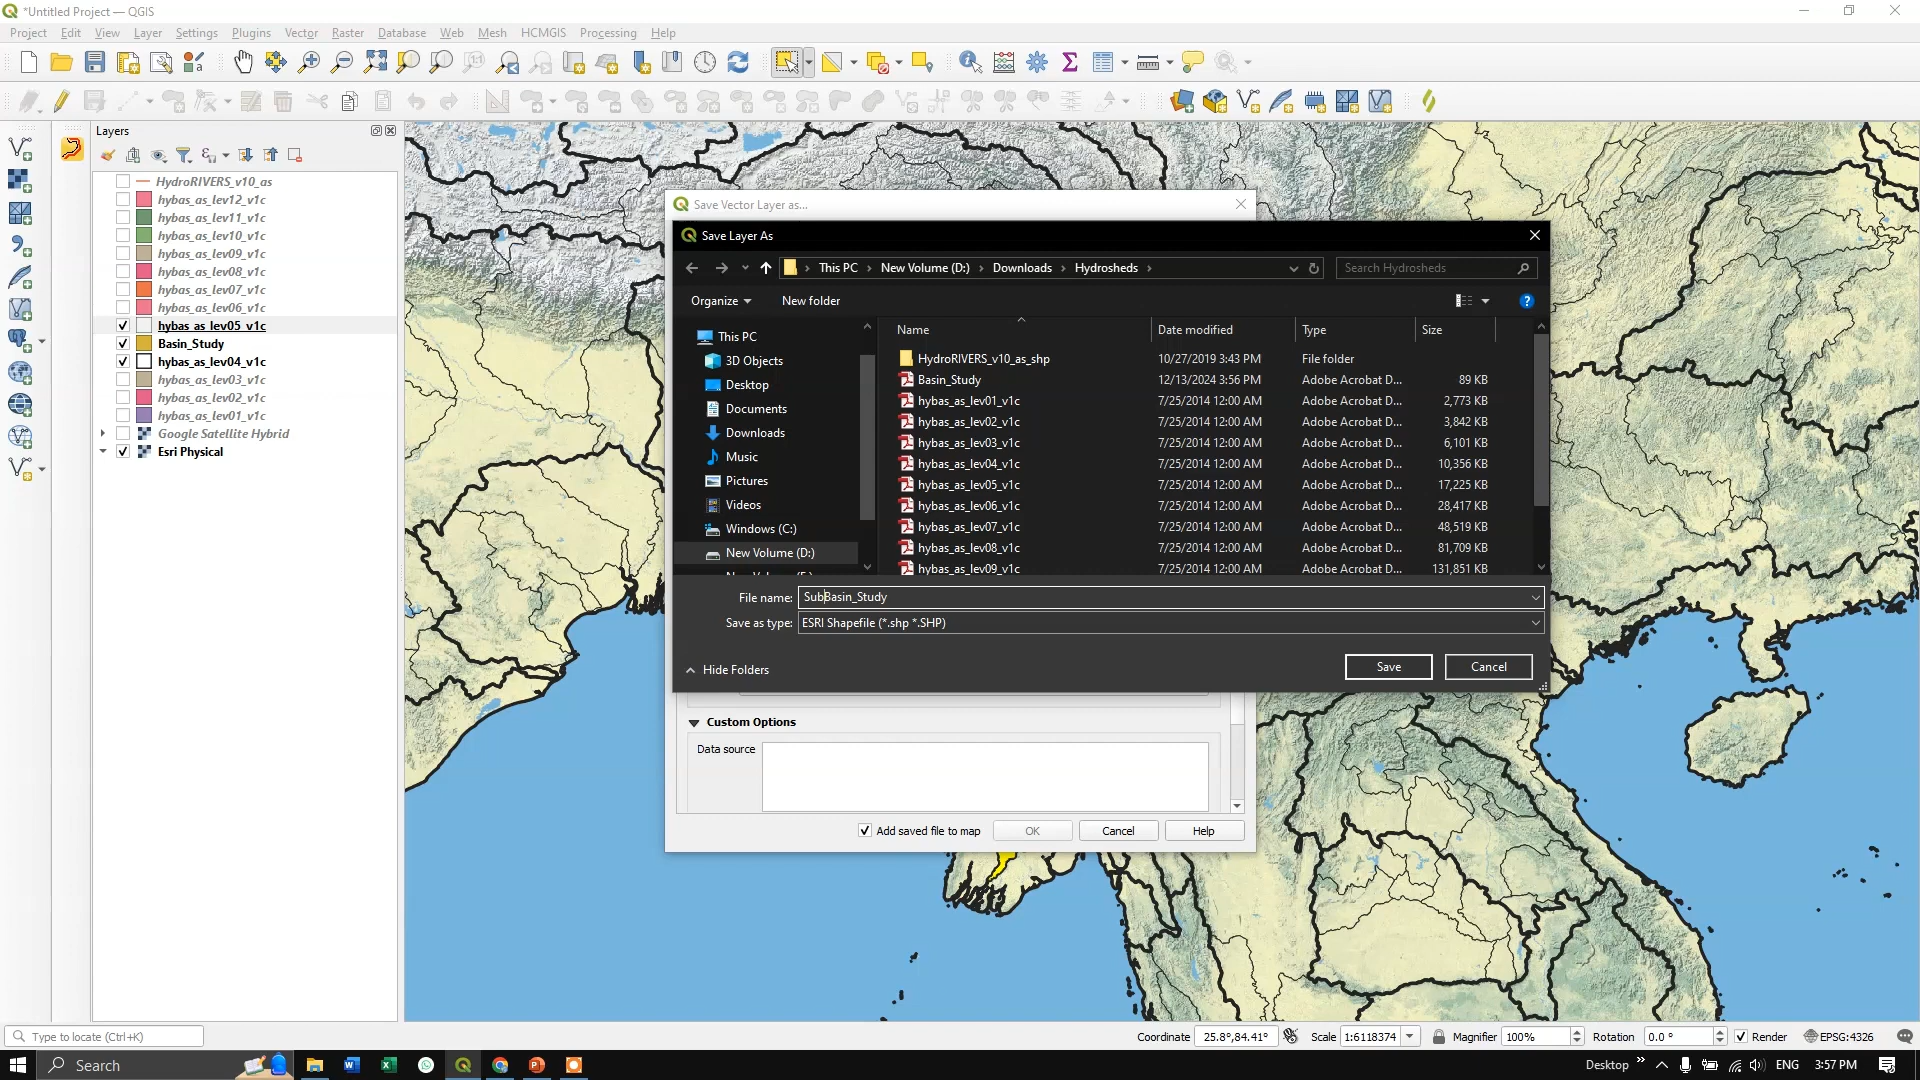 *Untitled Project — QGIS
Project Edit View Layer Settings Plugins Vector Raster Database Web Mesh HCMGIS Processing Help
Layers
HydroRIVERS_v10_as
hybas_as_lev12_v1c
hybas_as_lev11_v1c
hybas_as_lev10_v1c
hybas_as_lev09_v1c
hybas_as_lev08_v1c
hybas_as_lev07_v1c
hybas_as_lev06_v1c
hybas_as_lev05_v1c
Basin_Study
hybas_as_lev04_v1c
hybas_as_lev03_v1c
hybas_as_lev02_v1c
hybas_as_lev01_v1c
Google Satellite Hybrid
Esri Physical
Save Vector Layer as...
Save Layer As
This PC › New Volume (D:) › Downloads › Hydrosheds ›
Search Hydrosheds
Organize New folder
This PC
3D Objects
Desktop
Documents
Downloads
Music
Pictures
Videos
Windows (C:)
New Volume (D:)
Name Date modified Type Size
HydroRIVERS_v10_as_shp 10/27/2019 3:43 PM File folder
Basin_Study 12/13/2024 3:56 PM Adobe Acrobat D... 89 KB
hybas_as_lev01_v1c 7/25/2014 12:00 AM Adobe Acrobat D... 2,773 KB
hybas_as_lev02_v1c 7/25/2014 12:00 AM Adobe Acrobat D... 3,842 KB
hybas_as_lev03_v1c 7/25/2014 12:00 AM Adobe Acrobat D... 6,101 KB
hybas_as_lev04_v1c 7/25/2014 12:00 AM Adobe Acrobat D... 10,356 KB
hybas_as_lev05_v1c 7/25/2014 12:00 AM Adobe Acrobat D... 17,225 KB
hybas_as_lev06_v1c 7/25/2014 12:00 AM Adobe Acrobat D... 28,417 KB
hybas_as_lev07_v1c 7/25/2014 12:00 AM Adobe Acrobat D... 48,519 KB
hybas_as_lev08_v1c 7/25/2014 12:00 AM Adobe Acrobat D... 81,709 KB
hybas_as_lev09_v1c 7/25/2014 12:00 AM Adobe Acrobat D... 131,851 KB
File name: SubBasin_Study
Save as type: ESRI Shapefile (*.shp *.SHP)
Hide Folders
Save Cancel
Custom Options
Data source
Add saved file to map OK Cancel Help
Type to locate (Ctrl+K)
Coordinate 25.8°,84.41° Scale 1:6118374 Magnifier 100% Rotation 0.0 ° Render EPSG:4326
Search
Desktop » ENG 3:57 PM